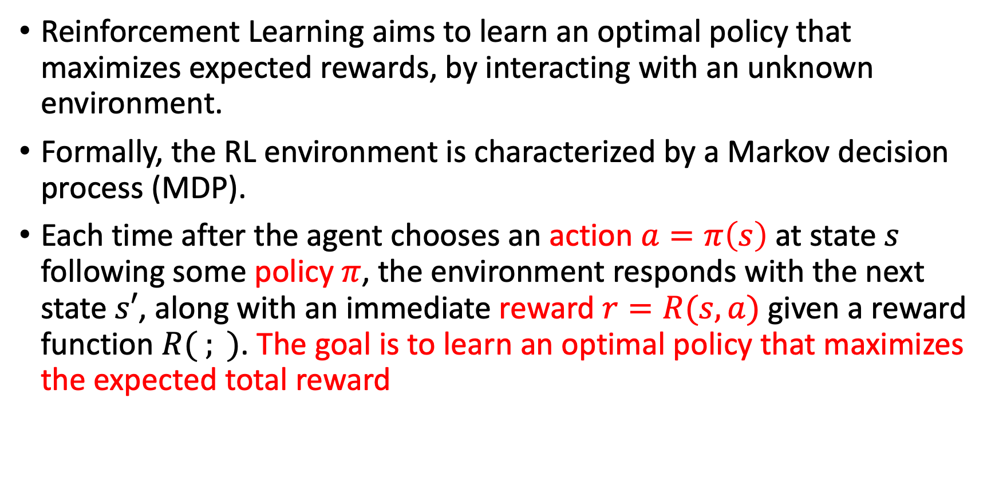 • Reinforcement Learning aims to learn an optimal policy that
maximizes expected rewards, by interacting with an unknown
environment.
• Formally, the RL environment is characterized by a Markov decision
process (MDP).
• Each time after the agent chooses an action 𝑎 = 𝜋(𝑠) at state 𝑠
following some policy 𝜋, the environment responds with the next
state 𝑠′, along with an immediate reward 𝑟 = 𝑅(𝑠, 𝑎) given a reward
function 𝑅( ; ). The goal is to learn an optimal policy that maximizes
the expected total reward